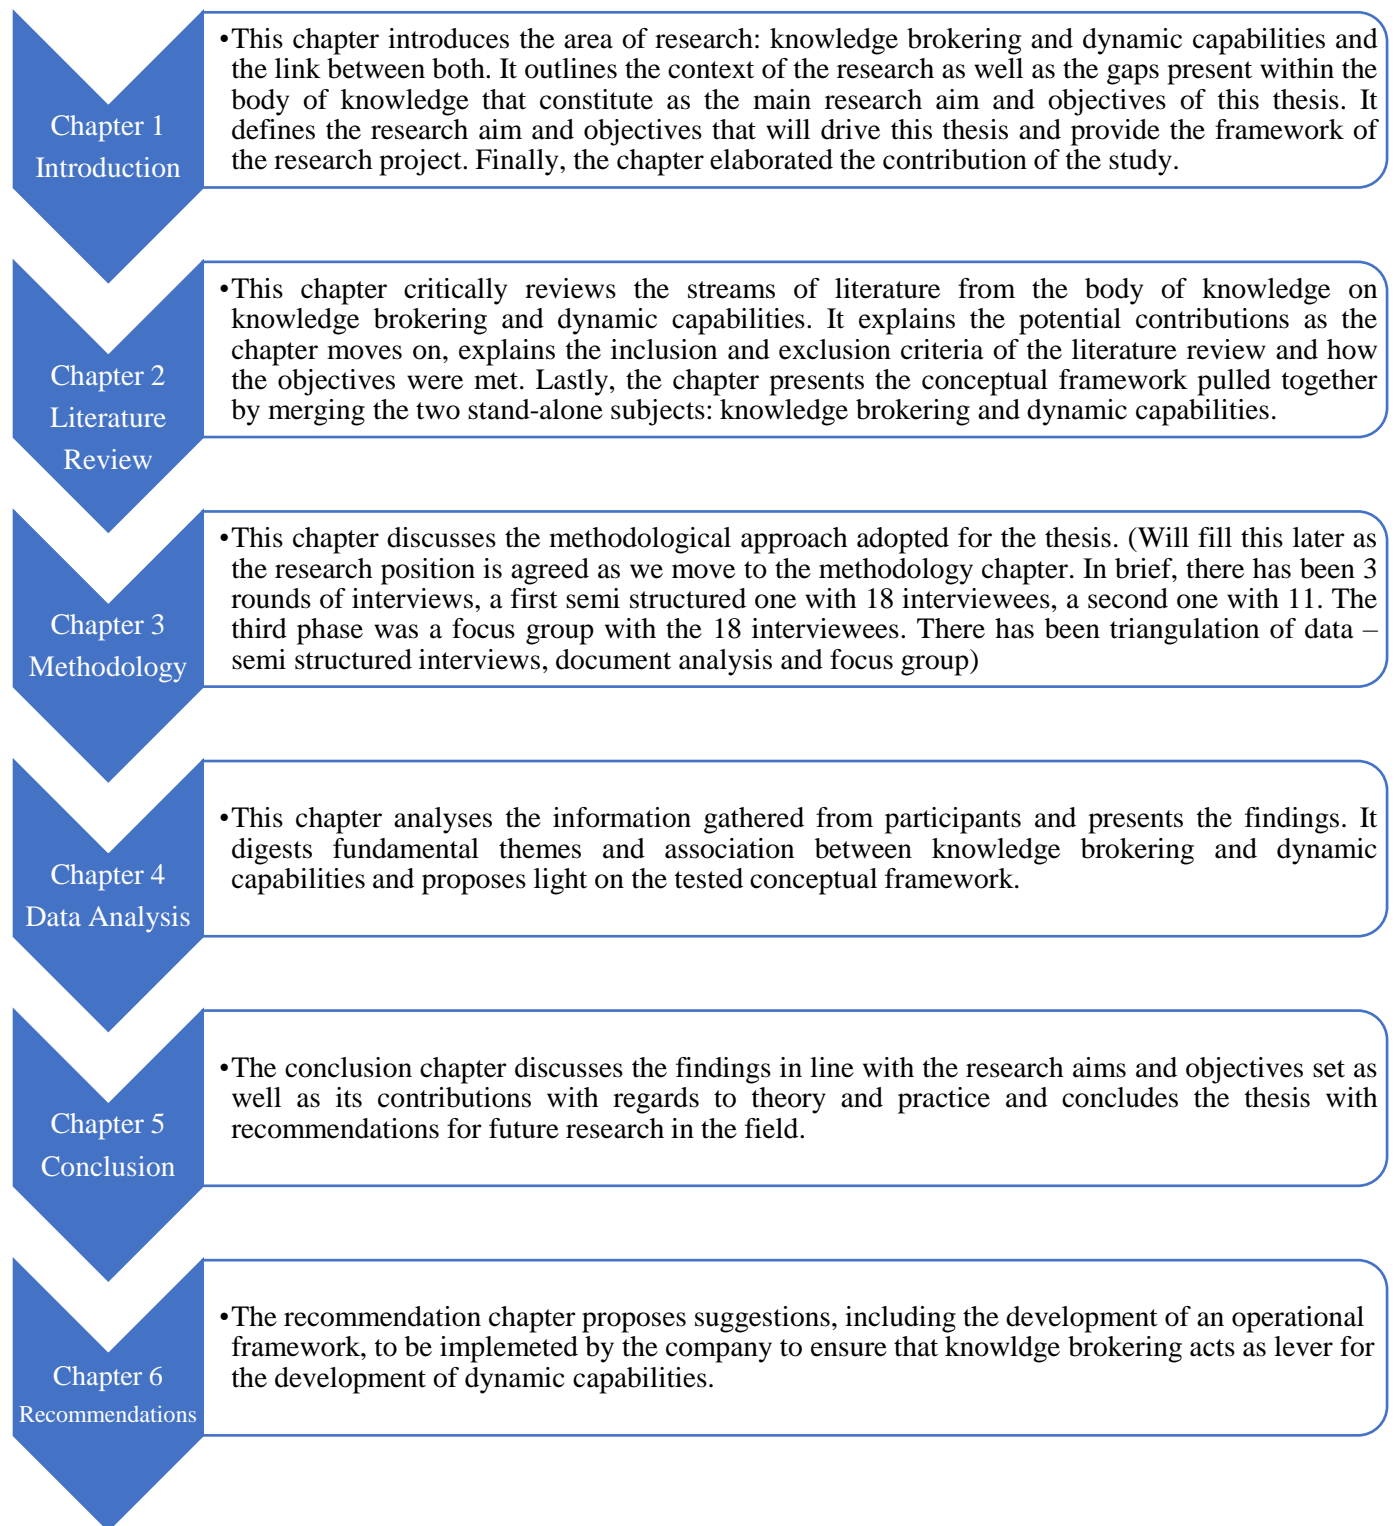 Chapter 1
Introduction
•This chapter introduces the area of research: knowledge brokering and dynamic capabilities and
the link between both. It outlines the context of the research as well as the gaps present within the
body of knowledge that constitute as the main research aim and objectives of this thesis. It
defines the research aim and objectives that will drive this thesis and provide the framework of
the research project. Finally, the chapter elaborated the contribution of the study.
Chapter 2
Literature
Review
•This chapter critically reviews the streams of literature from the body of knowledge on
knowledge brokering and dynamic capabilities. It explains the potential contributions as the
chapter moves on, explains the inclusion and exclusion criteria of the literature review and how
the objectives were met. Lastly, the chapter presents the conceptual framework pulled together
by merging the two stand-alone subjects: knowledge brokering and dynamic capabilities.
Chapter 3
Methodology
•This chapter discusses the methodological approach adopted for the thesis. (Will fill this later as
the research position is agreed as we move to the methodology chapter. In brief, there has been 3
rounds of interviews, a first semi structured one with 18 interviewees, a second one with 11. The
third phase was a focus group with the 18 interviewees. There has been triangulation of data –
semi structured interviews, document analysis and focus group)
Chapter 4
Data Analysis
•This chapter analyses the information gathered from participants and presents the findings. It
digests fundamental themes and association between knowledge brokering and dynamic
capabilities and proposes light on the tested conceptual framework.
Chapter 5
Conclusion
•The conclusion chapter discusses the findings in line with the research aims and objectives set as
well as its contributions with regards to theory and practice and concludes the thesis with
recommendations for future research in the field.
Chapter 6
Recommendations
•The recommendation chapter proposes suggestions, including the development of an operational
framework, to be implemeted by the company to ensure that knowldge brokering acts as lever for
the development of dynamic capabilities.